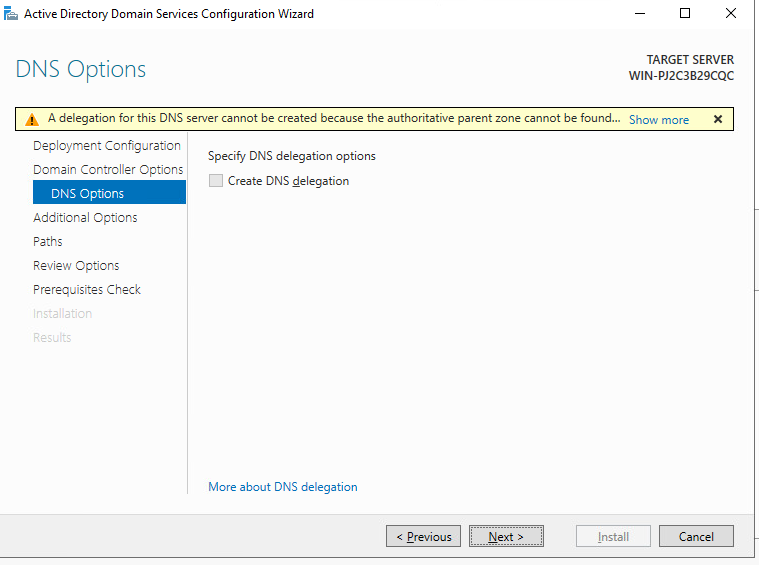 Active Directory Domain Services Configuration Wizard
DNS Options
TARGET SERVER
WIN-PJ2C3B29CQC
A delegation for this DNS server cannot be created because the authoritative parent zone cannot be found... Show more
Deployment Configuration
Domain Controller Options
DNS Options
Additional Options
Paths
Review Options
Prerequisites Check
Installation
Results
Specify DNS delegation options
Create DNS delegation
More about DNS delegation
< Previous
Next >
Install
Cancel